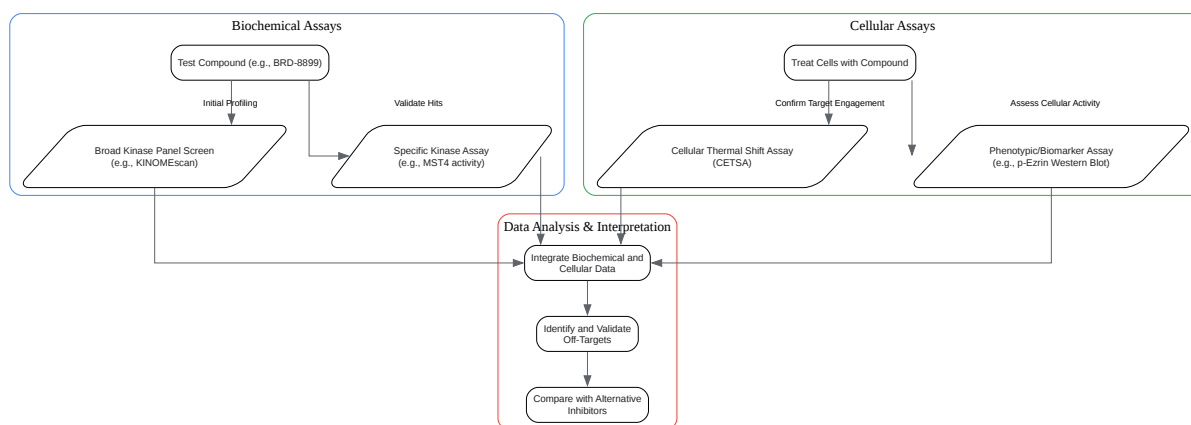 Biochemical Assays
Test Compound (e.g., BRD-8899)
Initial Profiling
Validate Hits
Broad Kinase Panel Screen
(e.g., KINOMEscan)
Specific Kinase Assay
(e.g., MST4 activity)
Cellular Assays
Treat Cells with Compound
Confirm Target Engagement
Assess Cellular Activity
Cellular Thermal Shift Assay
(CETSA)
Phenotypic/Biomarker Assay
(e.g., p-Ezrin Western Blot)
Data Analysis & Interpretation
Integrate Biochemical and
Cellular Data
Identify and Validate
Off-Targets
Compare with Alternative
Inhibitors